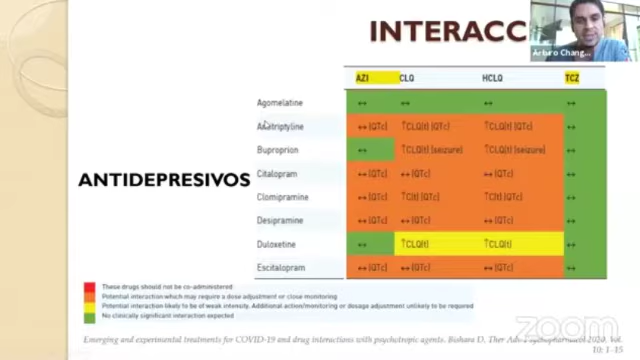 INTERACC
Arturo Chang...
AZI CLQ HCLQ TCZ
Agomelatine ↔ ↔ ↔ ↔
Amitriptyline ↔ (QTc) ↑CLQ(t) (QTc) ↑CLQ(t) (QTc) ↔
Buproprion ↔ ↑CLQ(t) (seizure) ↑CLQ(t) (seizure) ↔
Citalopram ↔ (QTc) ↔ (QTc) ↔ (QTc) ↔
ANTIDEPRESIVOS
Clomipramine ↔ (QTc) ↑C(t) (QTc) ↑C(t) (QTc) ↔
Desipramine ↔ (QTc) ↔ (QTc) ↔ (QTc) ↔
Duloxetine ↔ ↑CLQ(t) ↑CLQ(t) ↔
Escitalopram ↔ (QTc) ↔ (QTc) ↔ (QTc) ↔
These drugs should not be co-administered
Potential interaction which may require a dose adjustment or close monitoring
Potential interaction likely to be of weak intensity. Additional action/monitoring or dosage adjustment unlikely to be required
No clinically significant interaction expected
zoom
Emerging and experimental treatments for COVID-19 and drug interactions with psychotropic agents. Bishara D. Ther Adv Psychopharmacol 2020, Vol.
10: 1-15